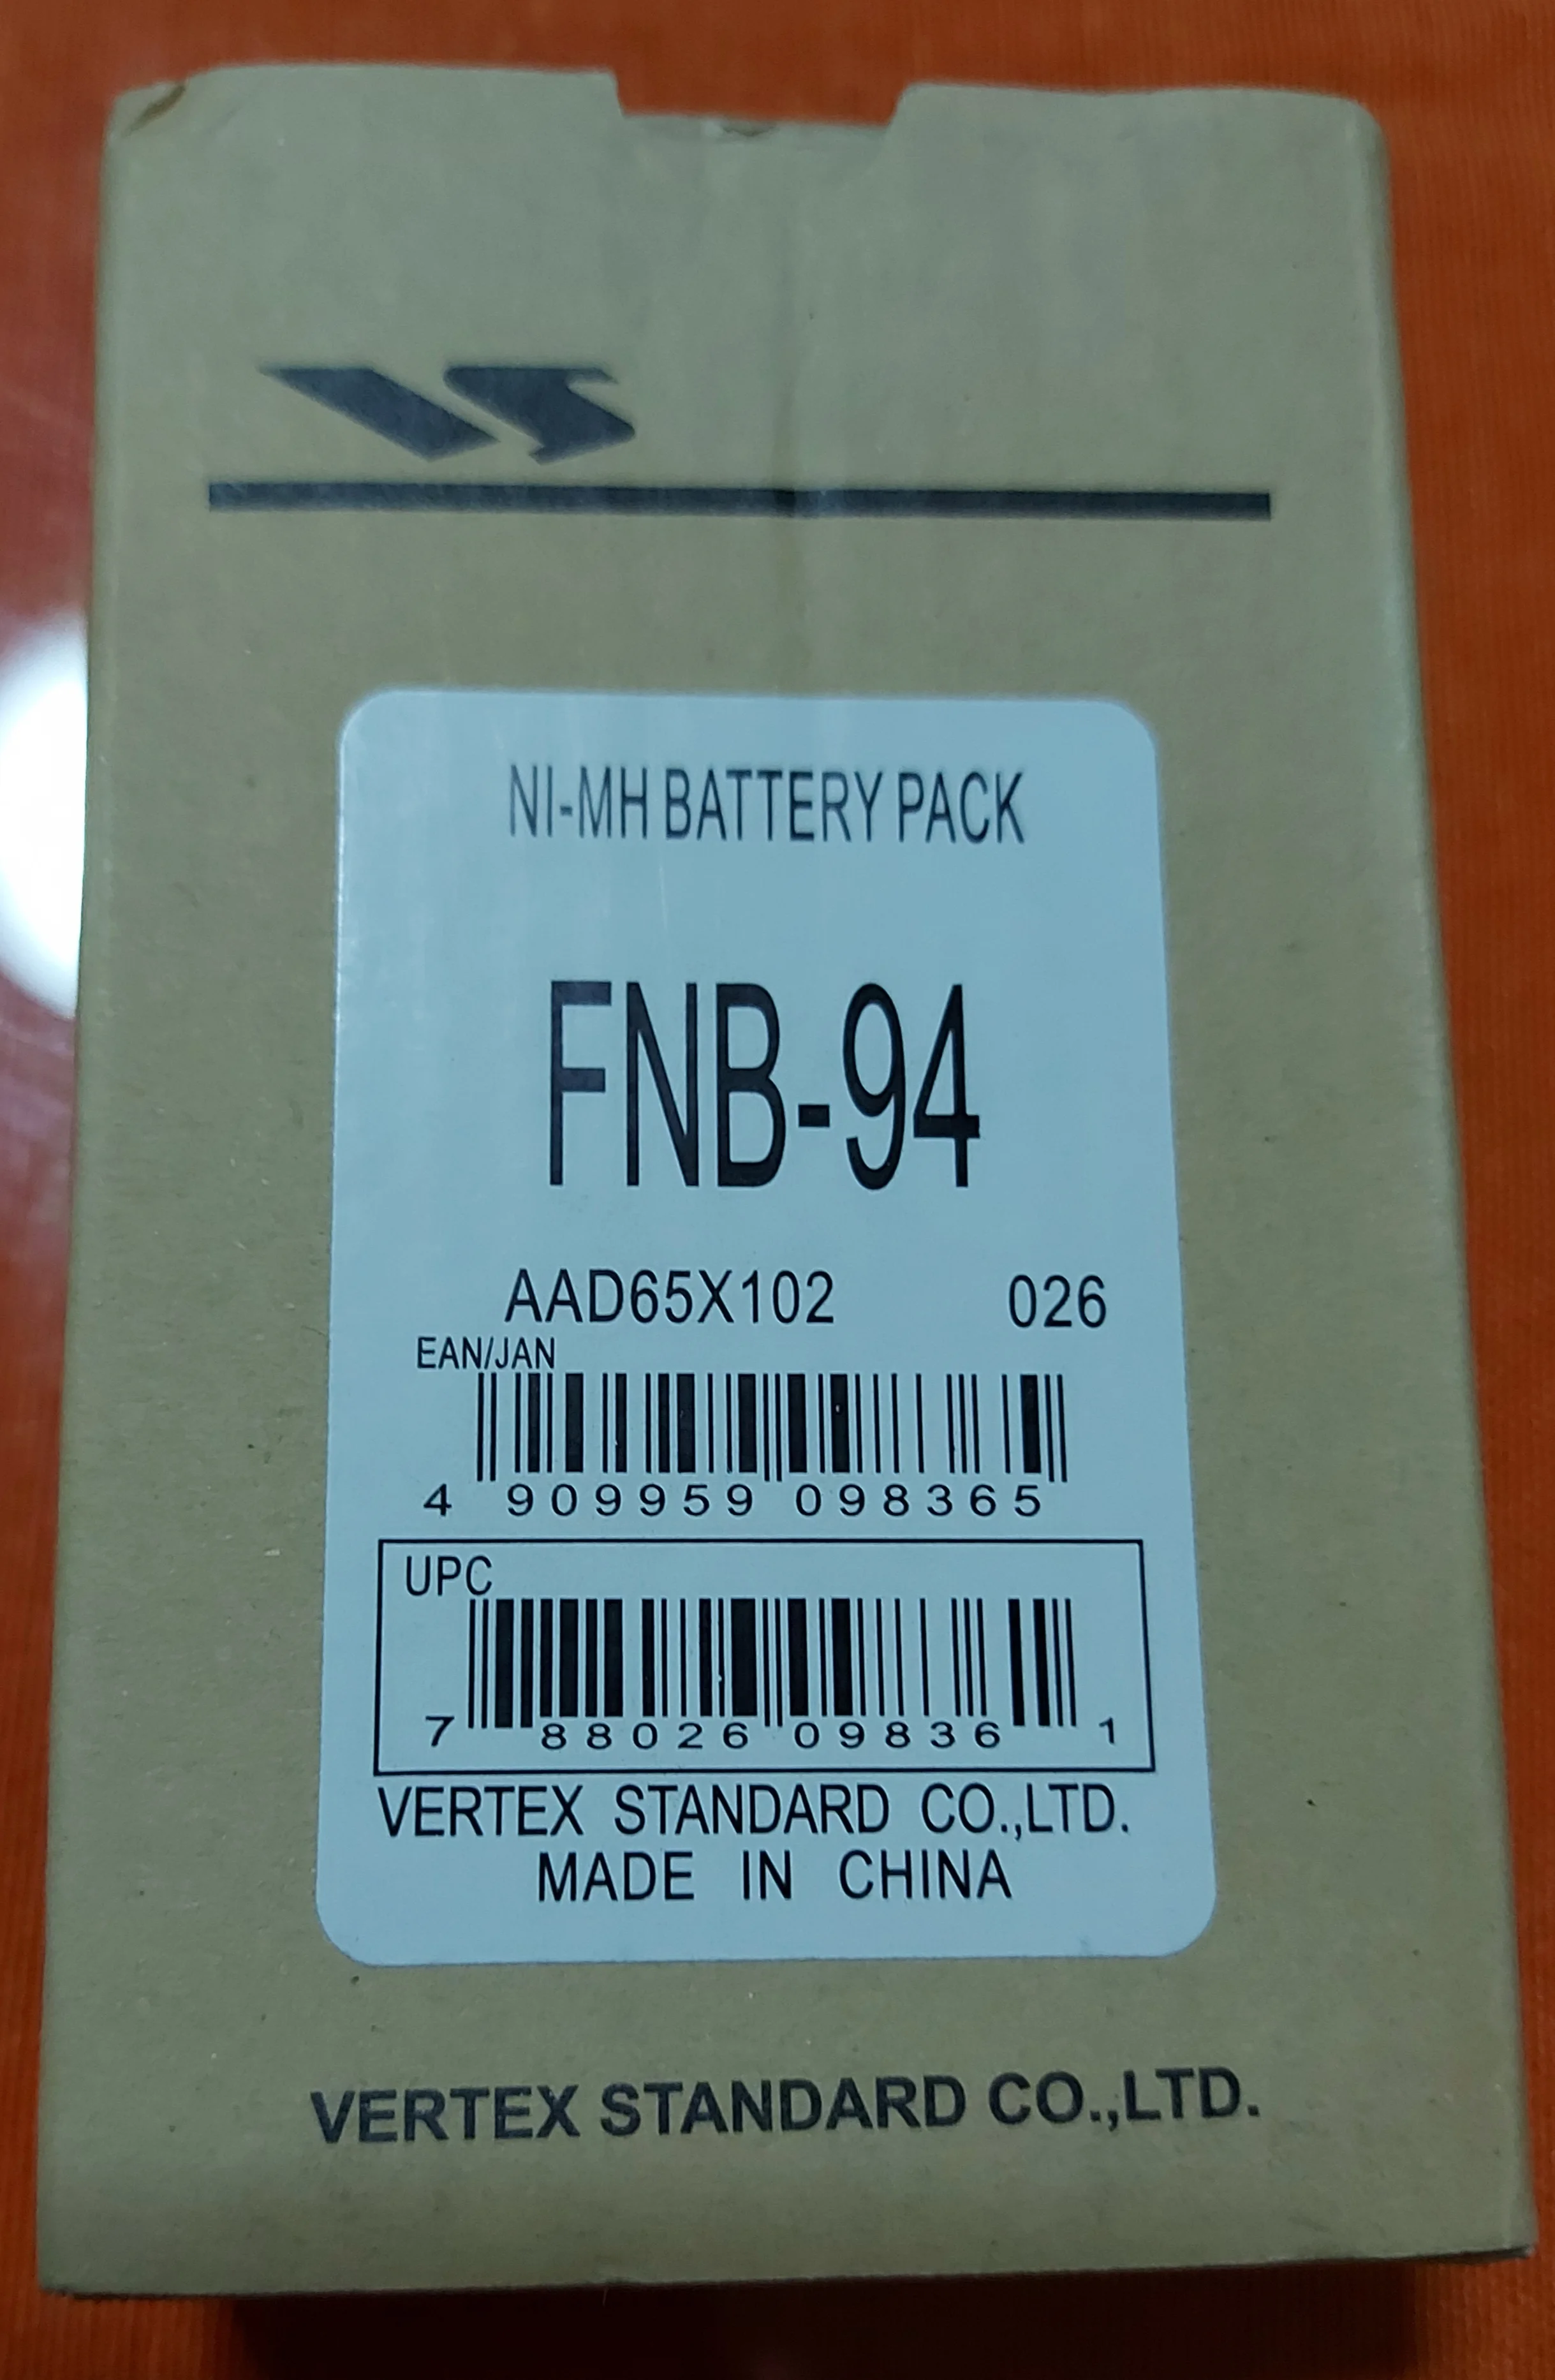 VS
NI-MH BATTERY PACK
FNB-94
AAD65X102 026
EAN/JAN
4 909959 098365
UPC
7 88026 09836 1
VERTEX STANDARD CO.,LTD.
MADE IN CHINA
VERTEX STANDARD CO.,LTD.